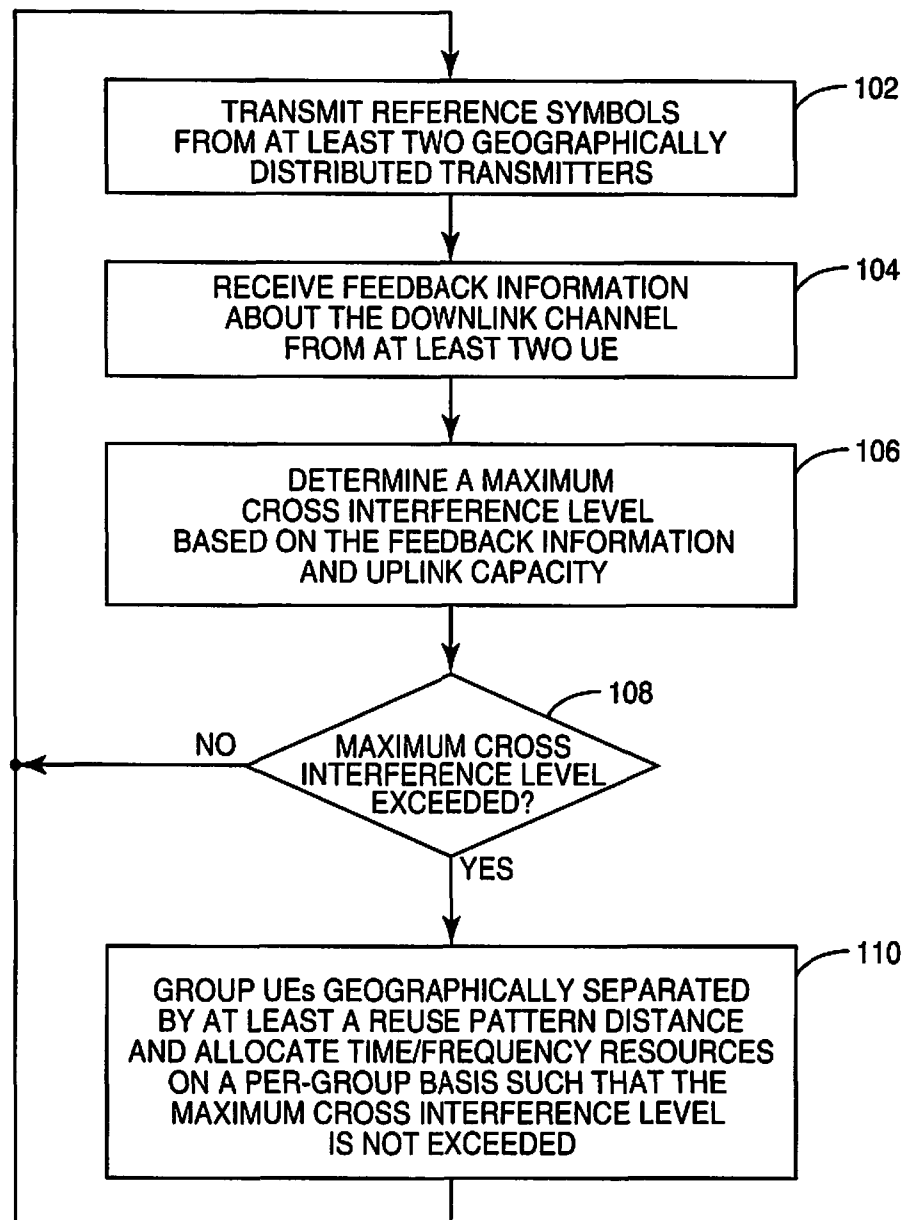 TRANSMIT REFERENCE SYMBOLS
FROM AT LEAST TWO GEOGRAPHICALLY
DISTRIBUTED TRANSMITTERS
102
RECEIVE FEEDBACK INFORMATION
ABOUT THE DOWNLINK CHANNEL
FROM AT LEAST TWO UE
104
DETERMINE A MAXIMUM
CROSS INTERFERENCE LEVEL
BASED ON THE FEEDBACK INFORMATION
AND UPLINK CAPACITY
106
108
NO
MAXIMUM CROSS
INTERFERENCE LEVEL
EXCEEDED?
YES
110
GROUP UEs GEOGRAPHICALLY SEPARATED
BY AT LEAST A REUSE PATTERN DISTANCE
AND ALLOCATE TIME/FREQUENCY RESOURCES
ON A PER-GROUP BASIS SUCH THAT THE
MAXIMUM CROSS INTERFERENCE LEVEL
IS NOT EXCEEDED